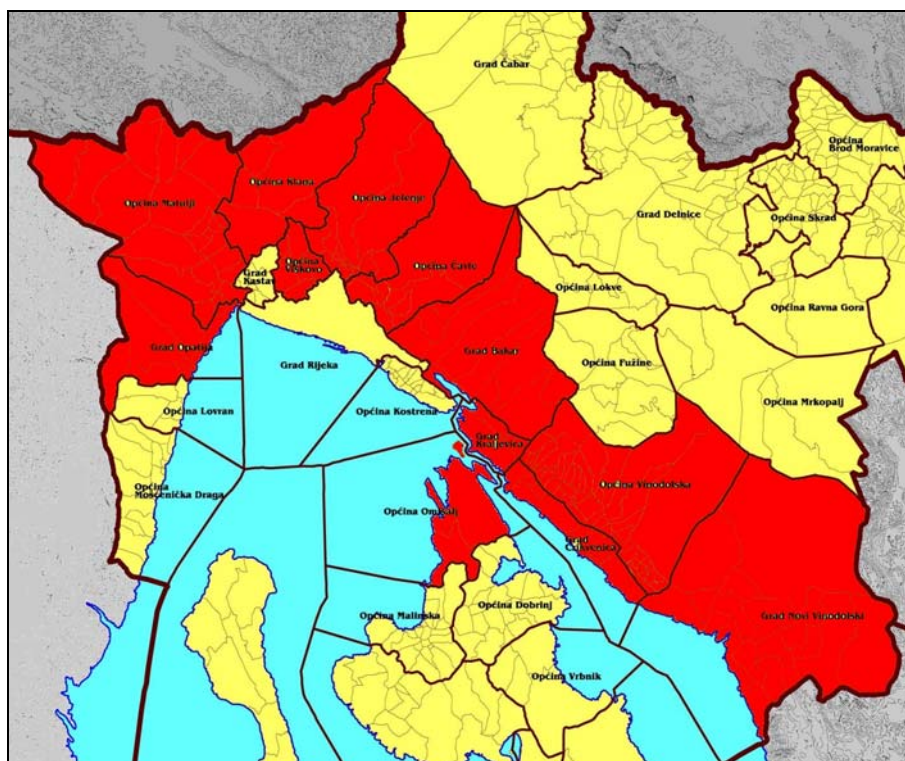 Grad Čabar
Općina
Brod Moravice
Općina Klana
Općina Matulji
Općina Jelenje
Grad Delnice
Općina Skrad
Općina
Viškovo
Općina Čavle
Grad
Kastav
Općina Lokve
Općina Ravna Gora
Grad Opatija
Grad Rijeka
Grad Bakar
Općina Fužine
Općina Lovran
Općina Kostrena
Općina Mrkopalj
Grad
Kraljevica
Općina
Mošćenička Draga
Općina Vinodolska
Općina Omišalj
Grad
Crikvenica
Općina Dobrinj
Općina Malinska
Grad Novi Vinodolski
Općina Vrbnik